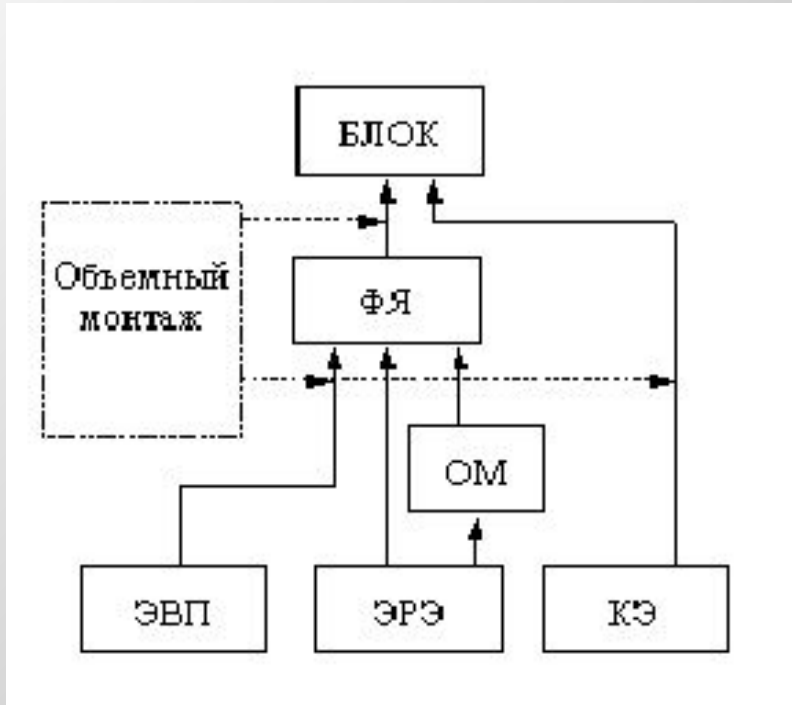 БЛОК
Объемный
монтаж
ФЯ
ОМ
ЭВП
ЭРЭ
КЭ